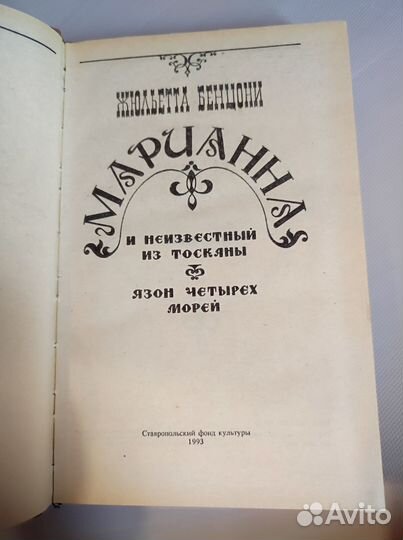 ЖЮЛЬЕТТА БЕНЦОНИ
МАРИАННА
И НЕИЗВЕСТНЫЙ
ИЗ ТОСКАНЫ
ЯЗОН ЧЕТЫРЕХ
МОРЕЙ
Ставропольский фонд культуры
1993
Avito